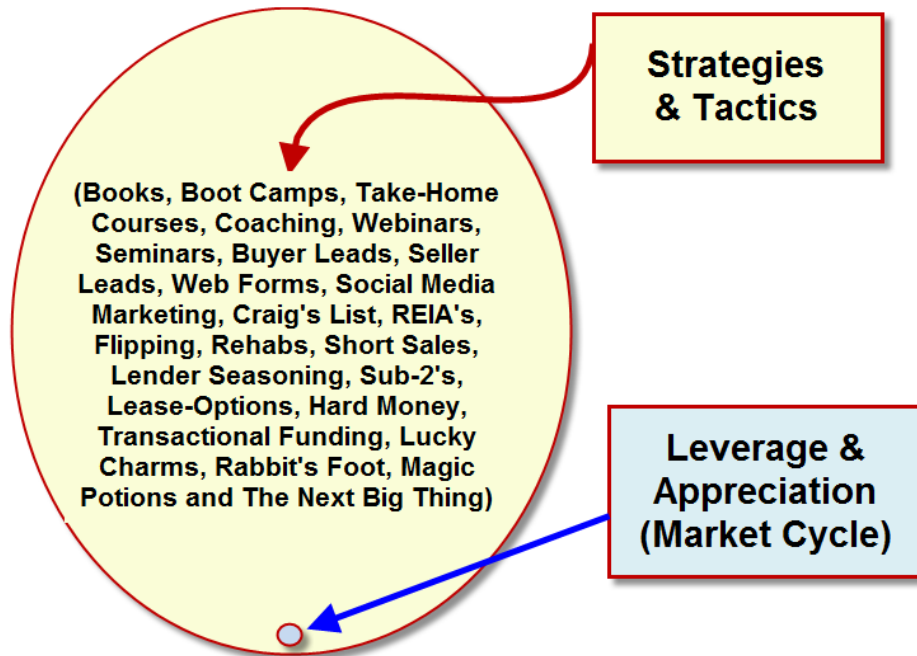 Strategies
& Tactics
(Books, Boot Camps, Take-Home
Courses, Coaching, Webinars,
Seminars, Buyer Leads, Seller
Leads, Web Forms, Social Media
Marketing, Craig's List, REIA's,
Flipping, Rehabs, Short Sales,
Lender Seasoning, Sub-2's,
Lease-Options, Hard Money,
Transactional Funding, Lucky
Charms, Rabbit's Foot, Magic
Potions and The Next Big Thing)
Leverage &
Appreciation
(Market Cycle)